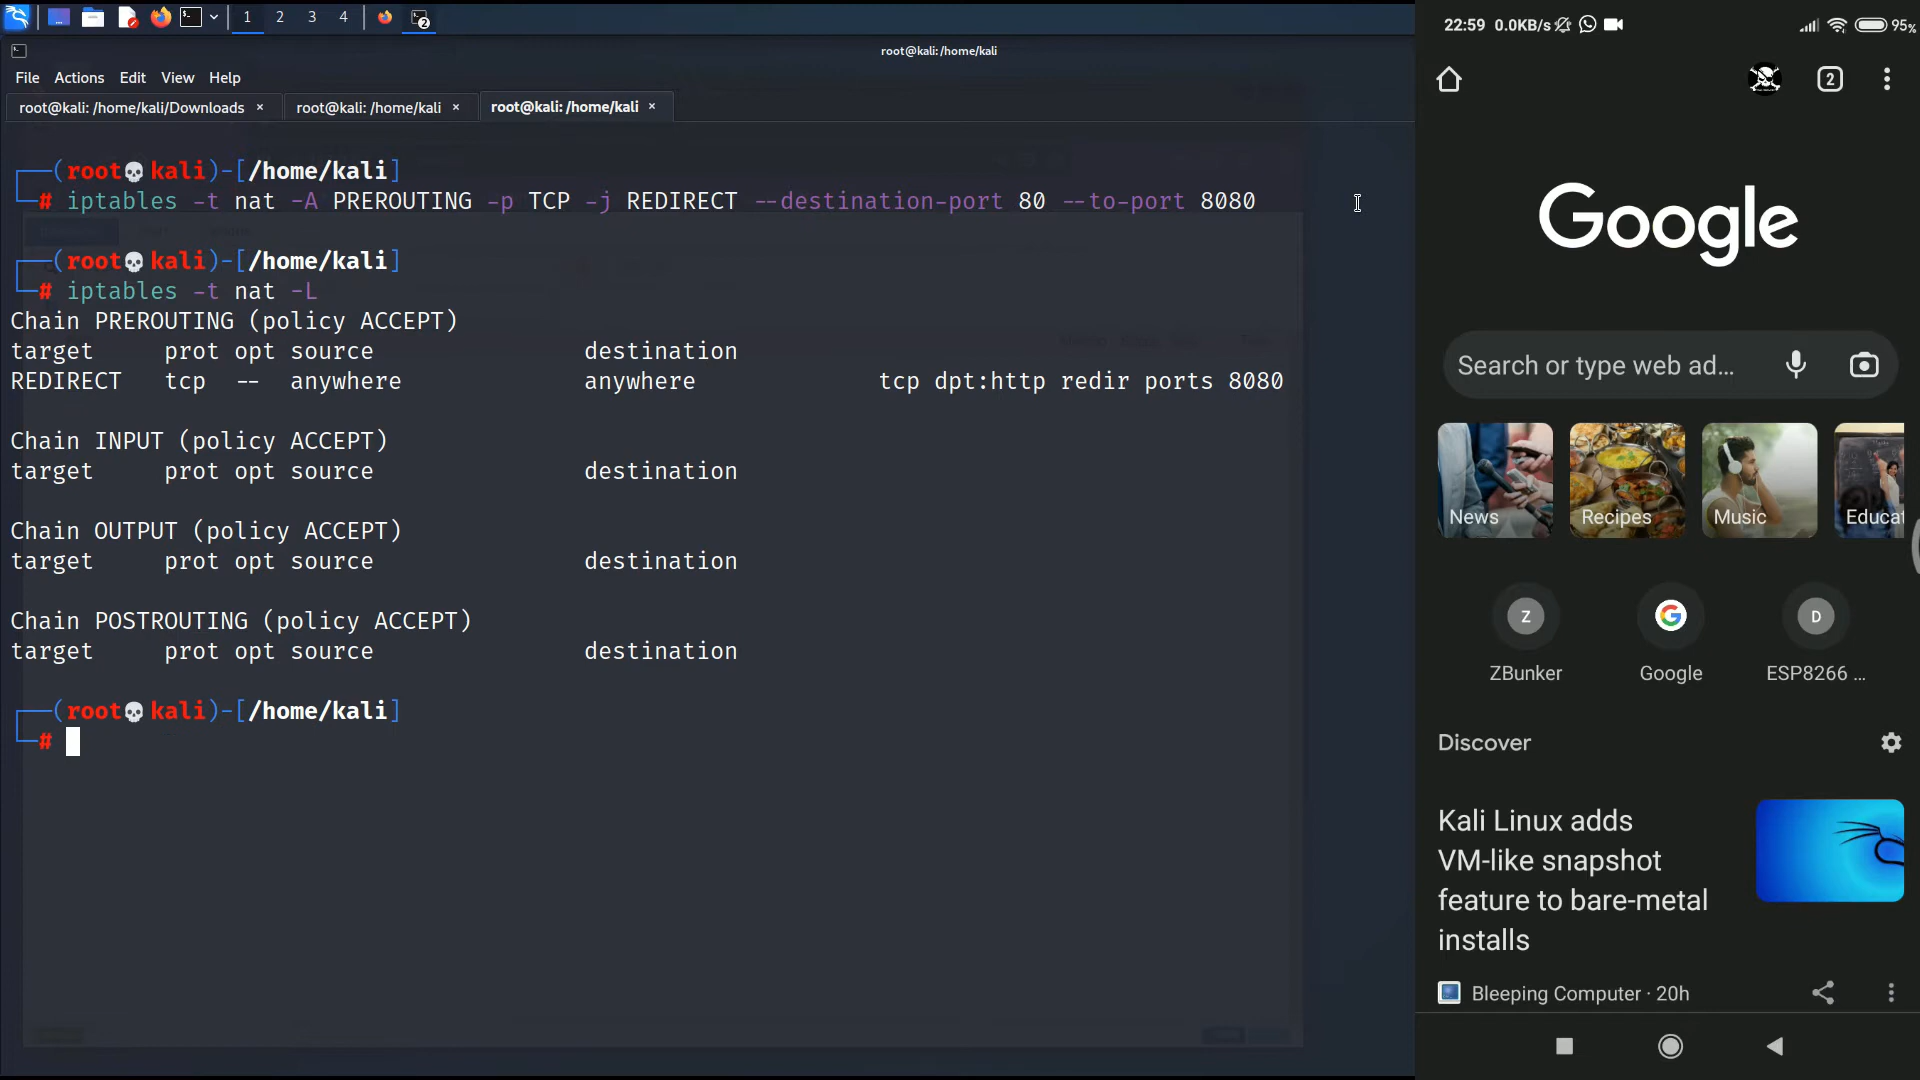 1 2 3 4
2
root@kali: /home/kali
File Actions Edit View Help
root@kali: /home/kali/Downloads × root@kali: /home/kali × root@kali: /home/kali ×
(root💀kali)-[/home/kali]
# iptables -t nat -A PREROUTING -p TCP -j REDIRECT --destination-port 80 --to-port 8080
(root💀kali)-[/home/kali]
# iptables -t nat -L
Chain PREROUTING (policy ACCEPT)
target prot opt source destination
REDIRECT tcp -- anywhere anywhere tcp dpt:http redir ports 8080
Chain INPUT (policy ACCEPT)
target prot opt source destination
Chain OUTPUT (policy ACCEPT)
target prot opt source destination
Chain POSTROUTING (policy ACCEPT)
target prot opt source destination
(root💀kali)-[/home/kali]
#
22:59 0.0KB/s 95%
2
Google
Search or type web ad...
News Recipes Music Educat
Z G D
ZBunker Google ESP8266 ...
Discover
Kali Linux adds
VM-like snapshot
feature to bare-metal
installs
Bleeping Computer · 20h